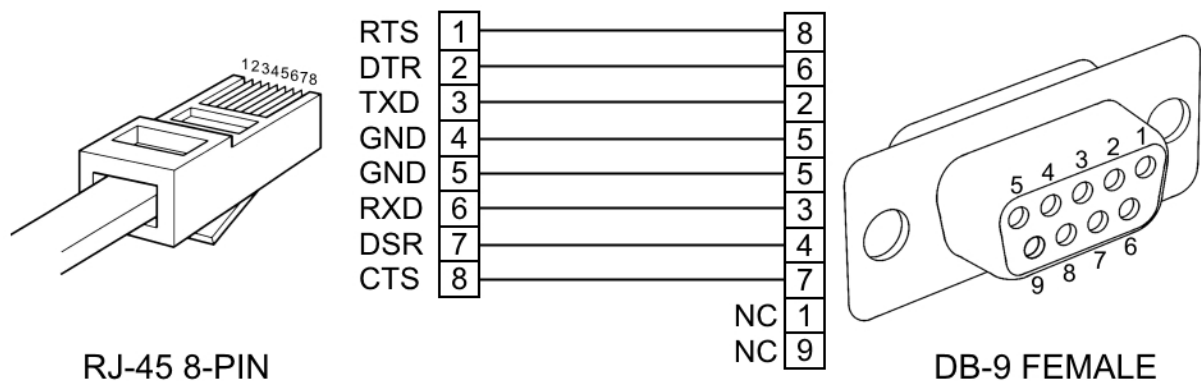 12345678
RTS 1 8
DTR 2 6
TXD 3 2
GND 4 5
GND 5 5
RXD 6 3
DSR 7 4
CTS 8 7
NC 1
NC 9
5 4 3 2 1
9 8 7 6
RJ-45 8-PIN
DB-9 FEMALE